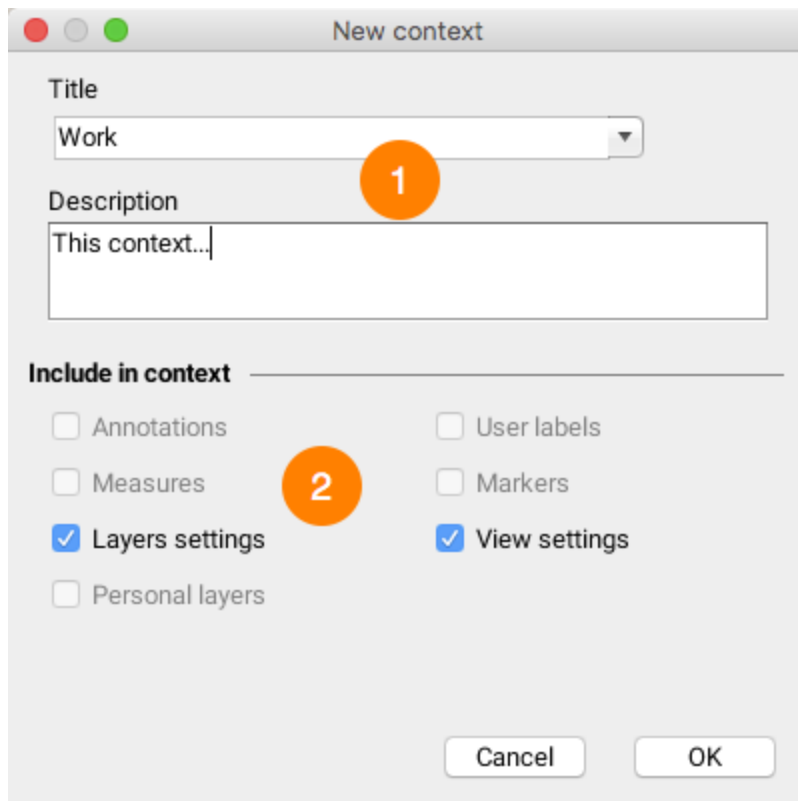 New context
Title
Work
1
Description
This context...
Include in context
Annotations User labels
Measures 2 Markers
Layers settings View settings
Personal layers
Cancel OK